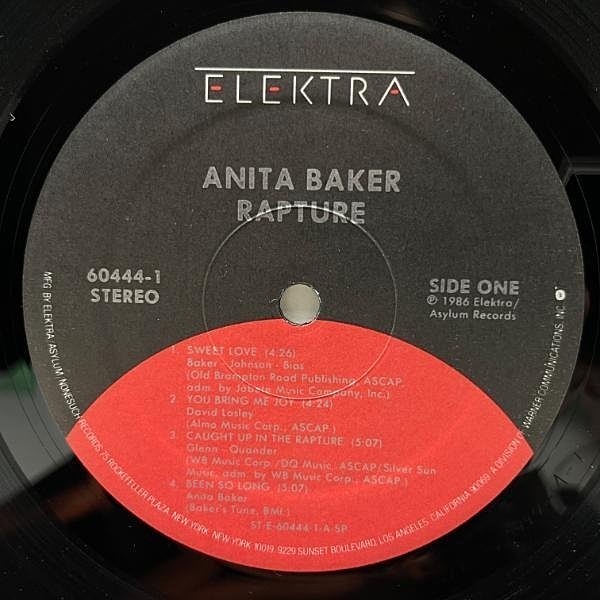 ELEKTRA
ANITA BAKER
RAPTURE
60444-1
STEREO
SIDE ONE
℗ 1986 Elektra/
Asylum Records
1. SWEET LOVE (4:26)
Baker - Johnson - Bias
(Old Brompton Road Publishing, ASCAP,
adm. by Jobete Music Company, Inc.)
2. YOU BRING ME JOY (4:24)
David Lasley
(Almo Music Corp., ASCAP.)
3. CAUGHT UP IN THE RAPTURE (5:07)
Glenn - Quander
(WB Music Corp./DQ Music, ASCAP/Silver Sun
Music, adm. by WB Music Corp., ASCAP.)
4. BEEN SO LONG (5:07)
Anita Baker
(Baker's Tune, BMI.)
ST-E-60444-1-A-SP
MFG. BY ELEKTRA/ASYLUM/NONESUCH RECORDS, 75 ROCKEFELLER PLAZA, NEW YORK, NEW YORK 10019, 9229 SUNSET BOULEVARD, LOS ANGELES, CALIFORNIA 90069 A DIVISION OF WARNER COMMUNICATIONS, INC.